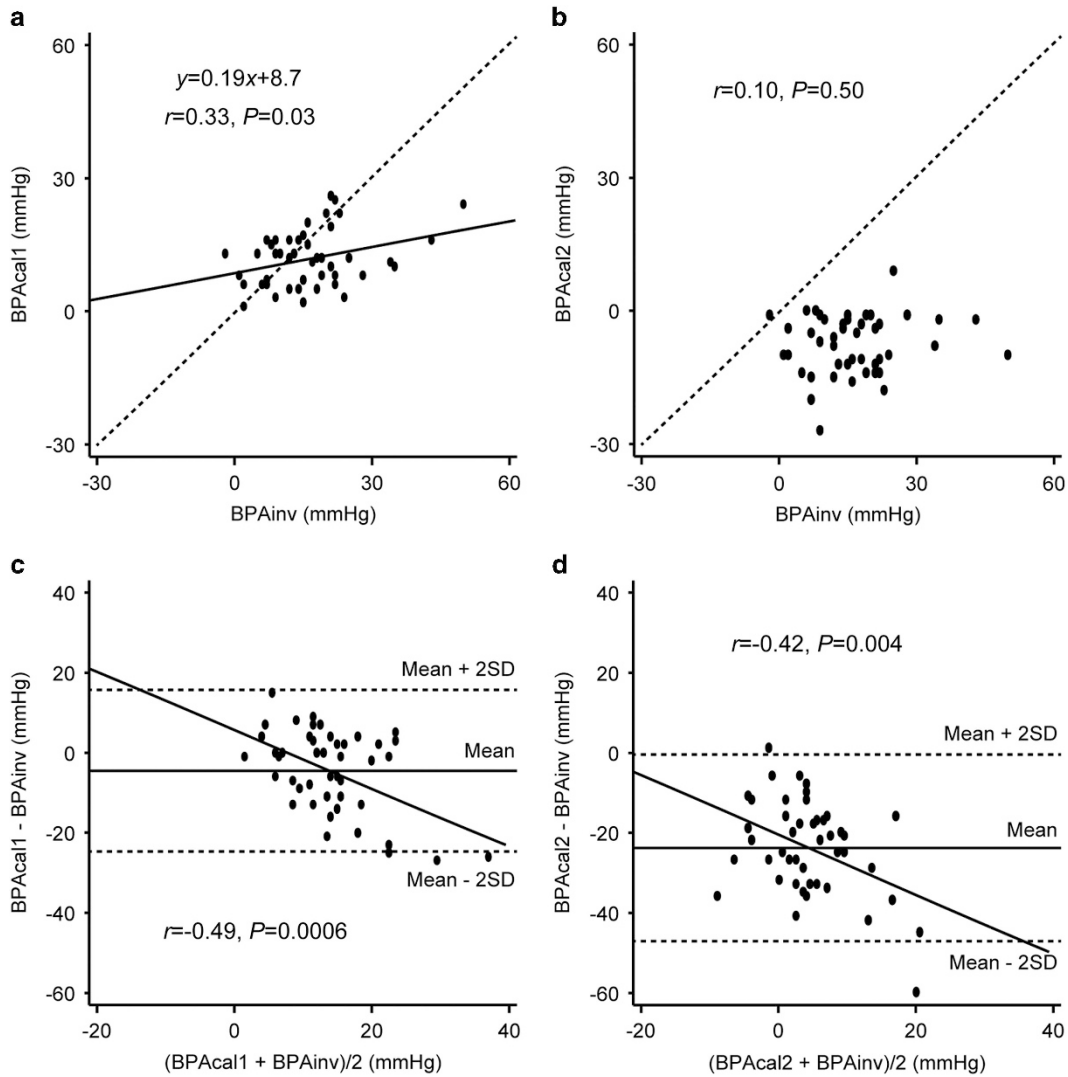 a
60
y=0.19x+8.7
r=0.33, P=0.03
BPAcal1 (mmHg)
30
0
-30
-30 0 30 60
BPAinv (mmHg)
b
60
r=0.10, P=0.50
BPAcal2 (mmHg)
30
0
-30
-30 0 30 60
BPAinv (mmHg)
c
40
20
Mean + 2SD
BPAcal1 - BPAinv (mmHg)
0
Mean
-20
Mean - 2SD
-40
r=-0.49, P=0.0006
-60
-20 0 20 40
(BPAcal1 + BPAinv)/2 (mmHg)
d
40
r=-0.42, P=0.004
20
BPAcal2 - BPAinv (mmHg)
0
Mean + 2SD
-20
Mean
-40
Mean - 2SD
-60
-20 0 20 40
(BPAcal2 + BPAinv)/2 (mmHg)